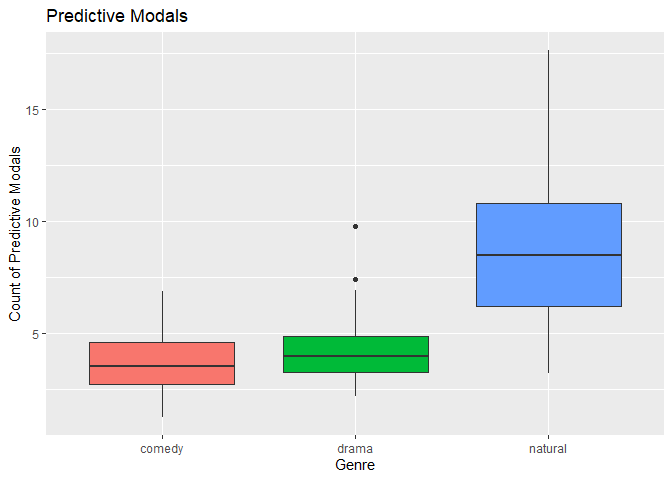 Predictive Modals
Count of Predictive Modals
15
10
5
comedy drama natural
Genre